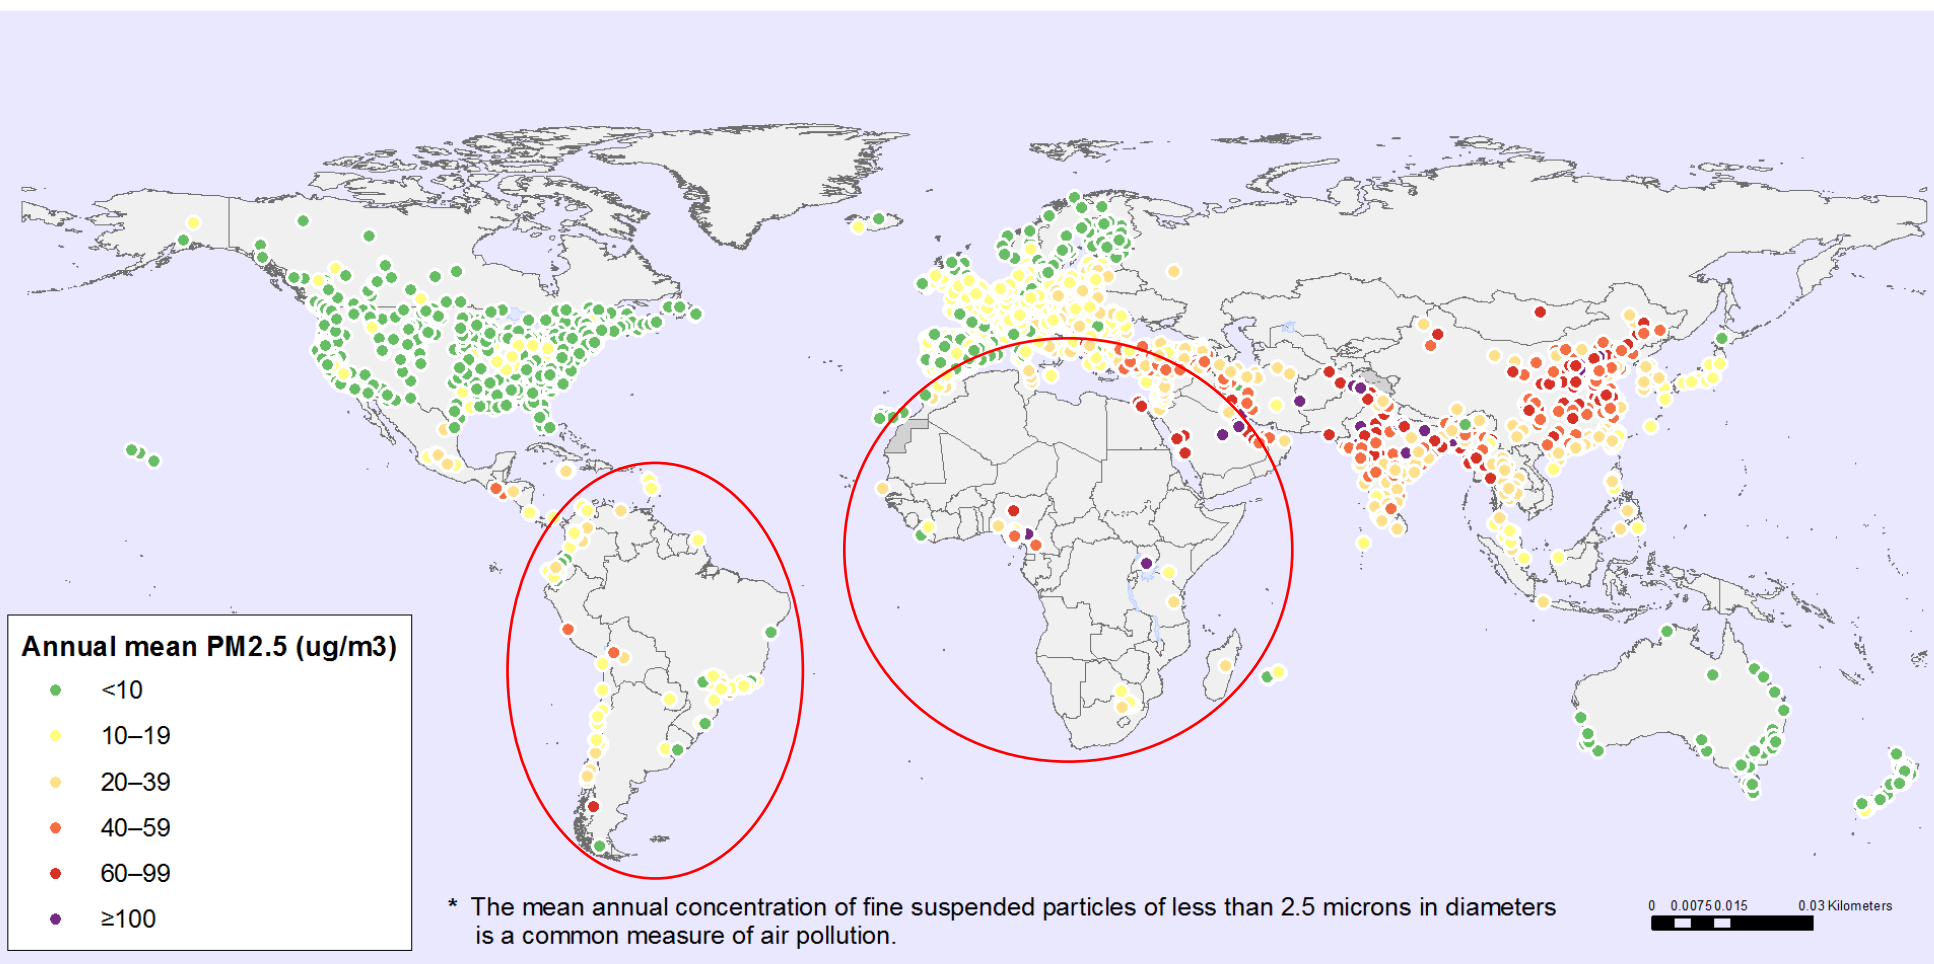 Annual mean PM2.5 (ug/m3)
<10
10–19
20–39
40–59
60–99
≥100
* The mean annual concentration of fine suspended particles of less than 2.5 microns in diameters
is a common measure of air pollution.
0 0.0075 0.015 0.03 Kilometers